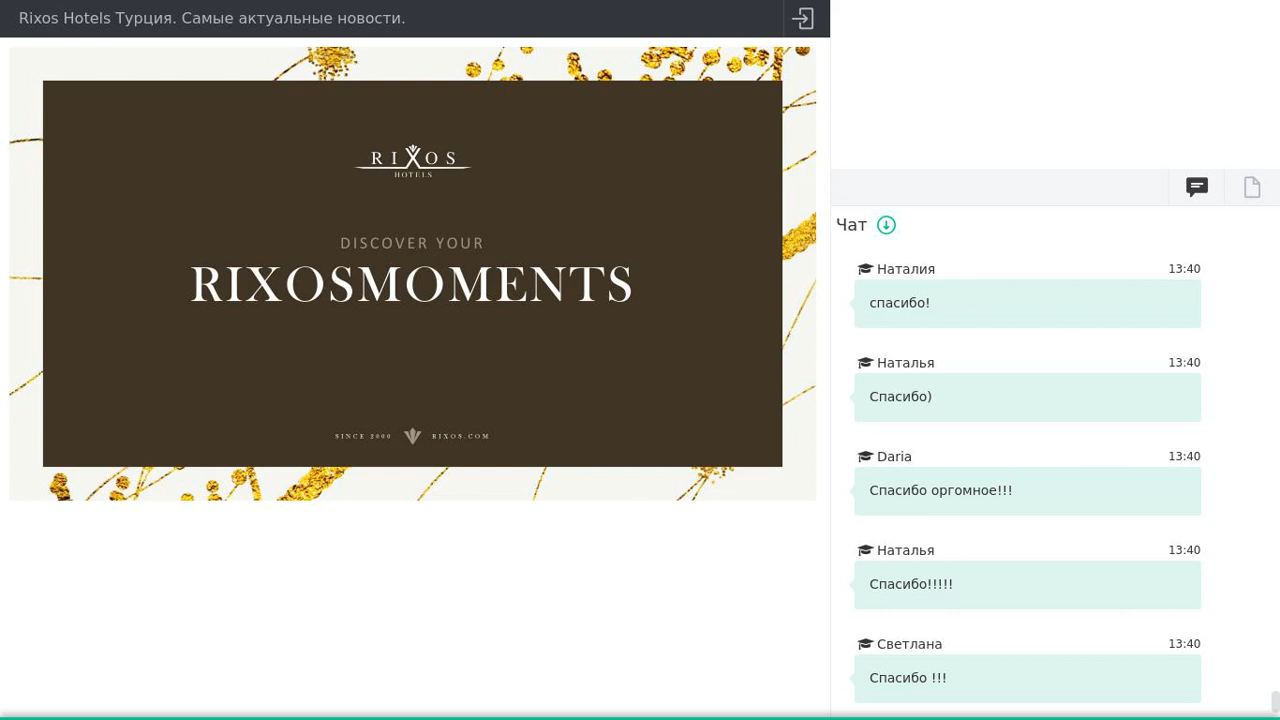 Rixos Hotels Турция. Самые актуальные новости.
RIXOS
HOTELS
DISCOVER YOUR
RIXOSMOMENTS
SINCE 2000 RIXOS.COM
Чат
Наталия 13:40
спасибо!
Наталья 13:40
Спасибо)
Daria 13:40
Спасибо оргомное!!!
Наталья 13:40
Спасибо!!!!!
Светлана 13:40
Спасибо !!!